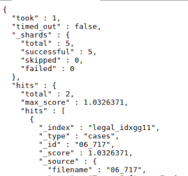 {
  "took" : 1,
  "timed_out" : false,
  "_shards" : {
    "total" : 5,
    "successful" : 5,
    "skipped" : 0,
    "failed" : 0
  },
  "hits" : {
    "total" : 2,
    "max_score" : 1.0326371,
    "hits" : [
      {
        "_index" : "legal_idxgg11",
        "_type" : "cases",
        "_id" : "06_717",
        "_score" : 1.0326371,
        "_source" : {
          "filename" : "06_717",